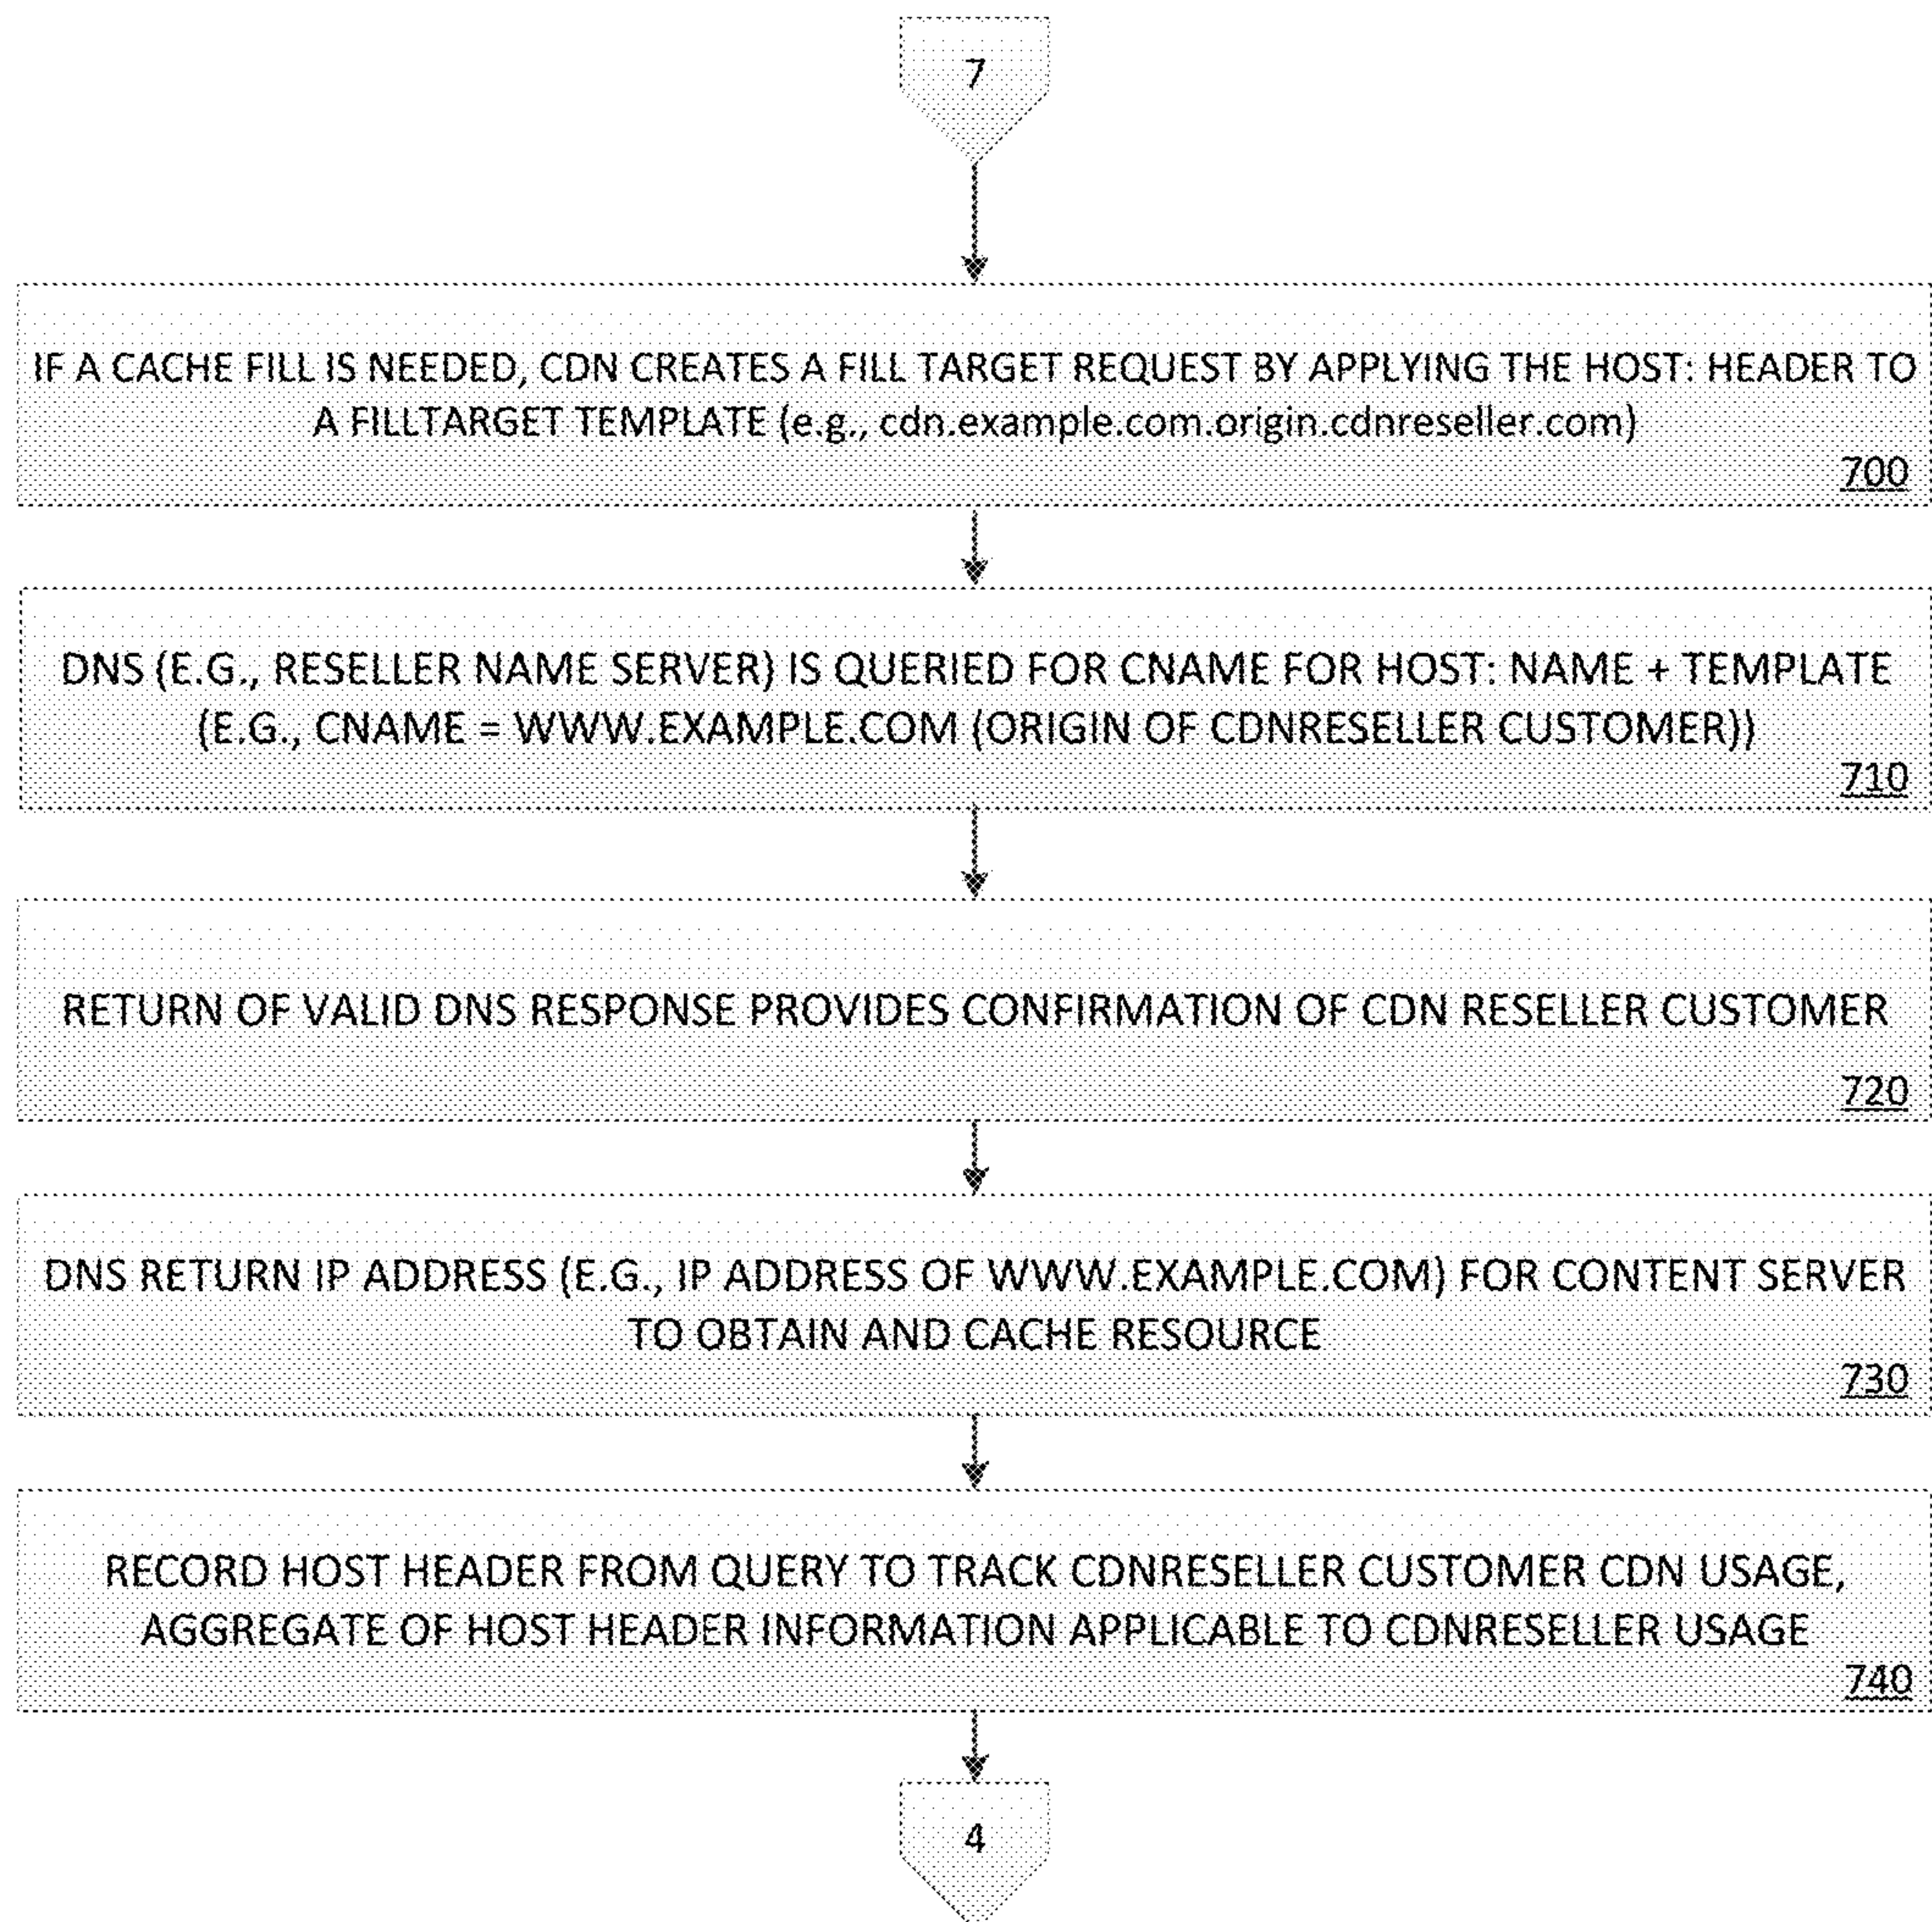 7
IF A CACHE FILL IS NEEDED, CDN CREATES A FILL TARGET REQUEST BY APPLYING THE HOST: HEADER TO
A FILLTARGET TEMPLATE (e.g., cdn.example.com.origin.cdnreseller.com)
700
DNS (E.G., RESELLER NAME SERVER) IS QUERIED FOR CNAME FOR HOST: NAME + TEMPLATE
(E.G., CNAME = WWW.EXAMPLE.COM (ORIGIN OF CDNRESELLER CUSTOMER))
710
RETURN OF VALID DNS RESPONSE PROVIDES CONFIRMATION OF CDN RESELLER CUSTOMER
720
DNS RETURN IP ADDRESS (E.G., IP ADDRESS OF WWW.EXAMPLE.COM) FOR CONTENT SERVER
TO OBTAIN AND CACHE RESOURCE
730
RECORD HOST HEADER FROM QUERY TO TRACK CDNRESELLER CUSTOMER CDN USAGE,
AGGREGATE OF HOST HEADER INFORMATION APPLICABLE TO CDNRESELLER USAGE
740
4